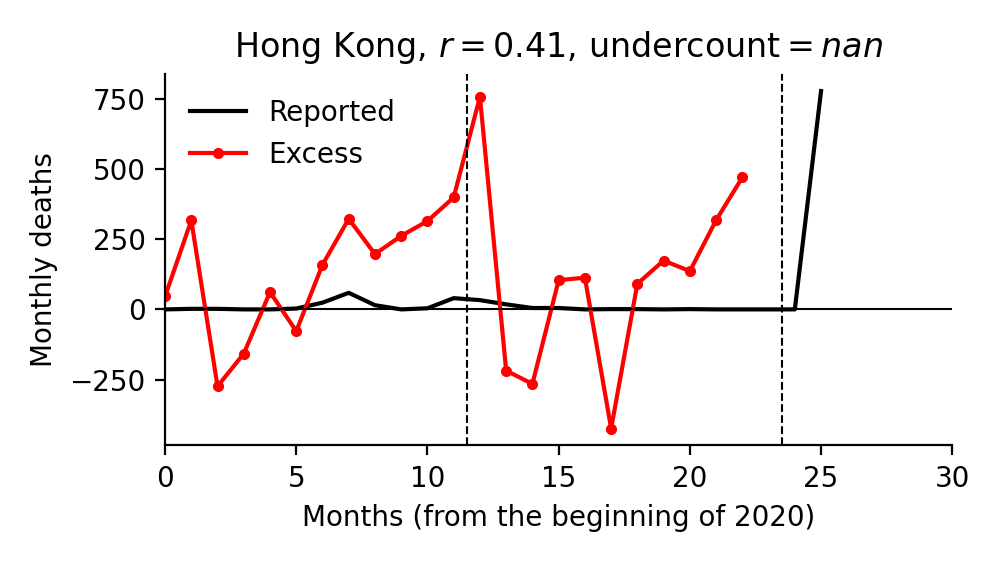 Hong Kong, r = 0.41, undercount = nan
Reported
Excess
Monthly deaths
750
500
250
0
−250
0 5 10 15 20 25 30
Months (from the beginning of 2020)